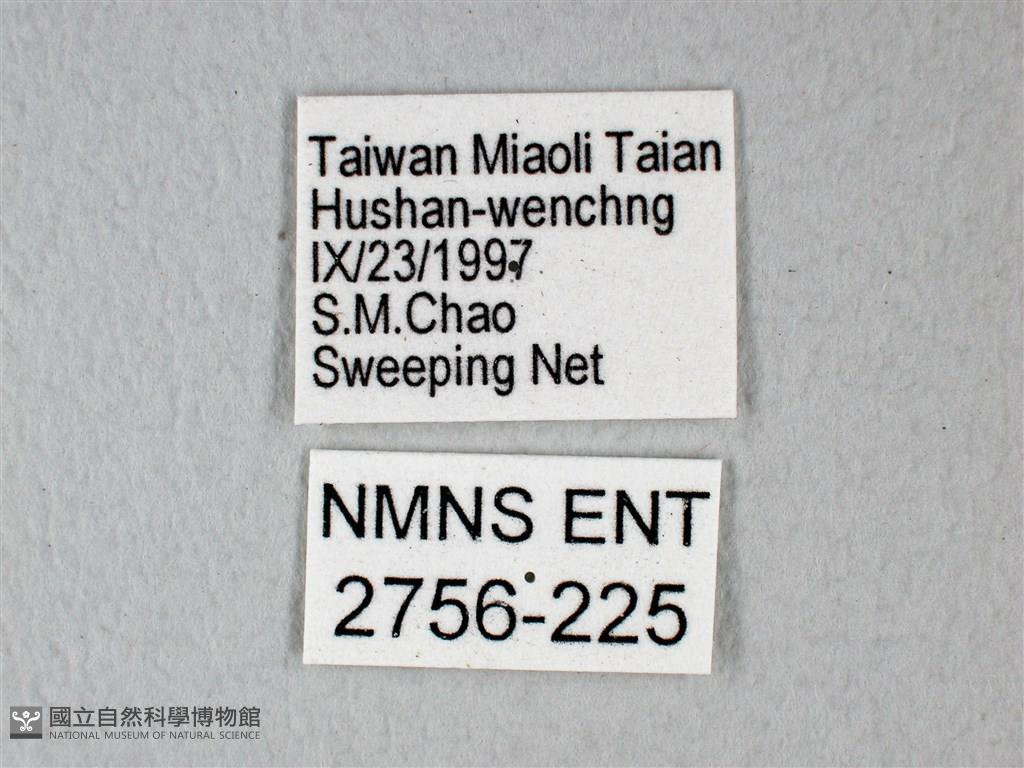 Taiwan Miaoli Taian
Hushan-wenchng
IX/23/1997
S.M.Chao
Sweeping Net
NMNS ENT
2756-225
國立自然科學博物館
NATIONAL MUSEUM OF NATURAL SCIENCE